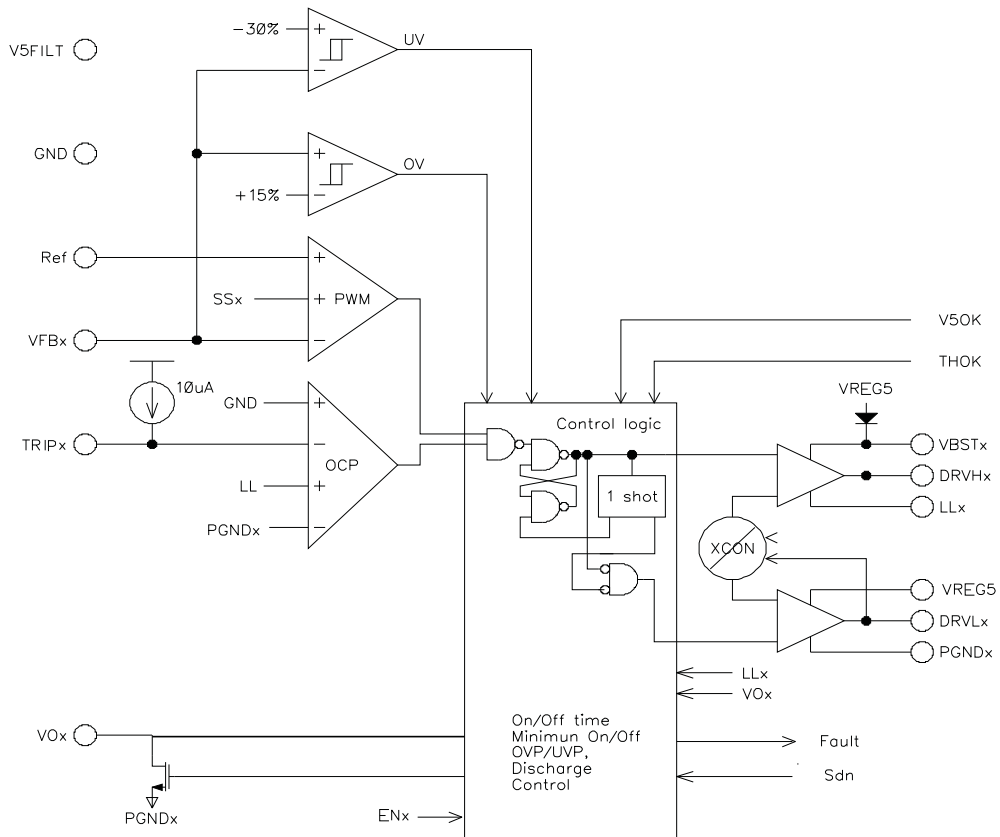 V5FILT
-30%
+
-
UV
GND
+
+15%
-
OV
Ref
+
SSx
+
PWM
VFBx
-
10uA
GND
+
TRIPx
-
OCP
LL
+
PGNDx
-
V5OK
THOK
VREG5
Control logic
1 shot
VBSTx
DRVHx
LLx
XCON
VREG5
DRVLx
PGNDx
LLx
VOx
VOx
PGNDx
ENx
On/Off time
Minimun On/Off
OVP/UVP,
Discharge
Control
Fault
Sdn